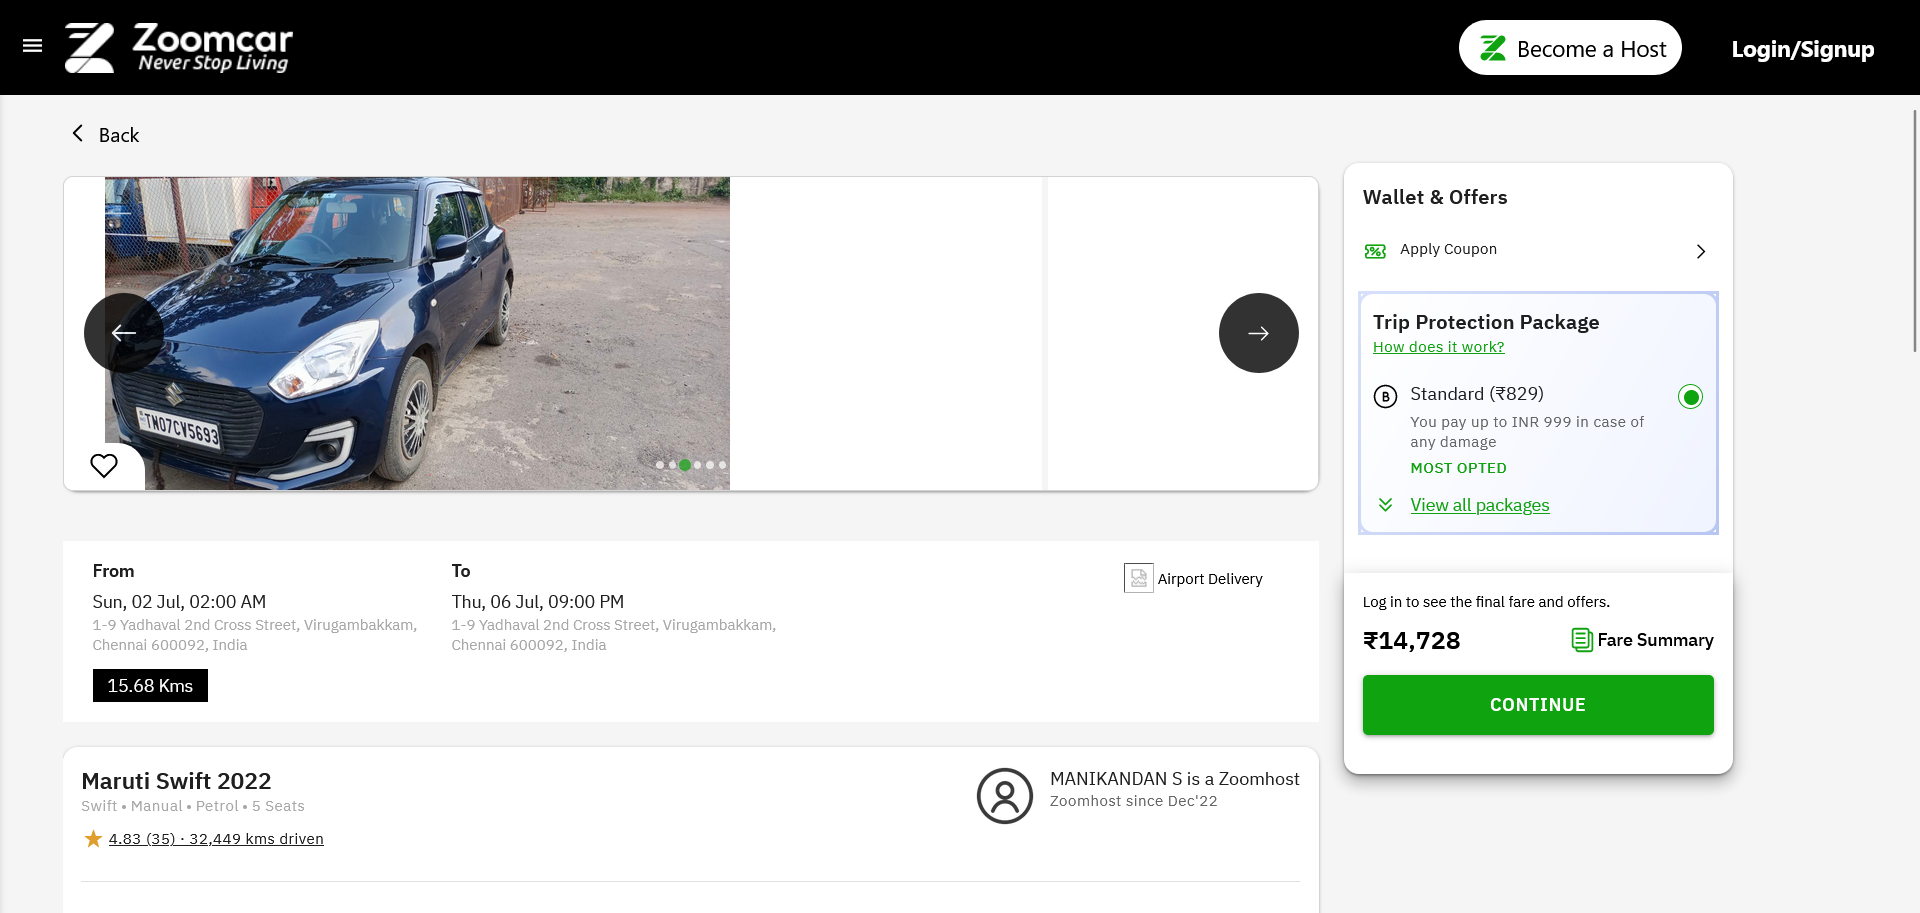 Zoomcar
Never Stop Living
Become a Host
Login/Signup
Back
TN07CV5693
Wallet & Offers
Apply Coupon
Trip Protection Package
How does it work?
B
Standard (₹829)
You pay up to INR 999 in case of
any damage
MOST OPTED
View all packages
From
Sun, 02 Jul, 02:00 AM
1-9 Yadhaval 2nd Cross Street, Virugambakkam,
Chennai 600092, India
15.68 Kms
To
Thu, 06 Jul, 09:00 PM
1-9 Yadhaval 2nd Cross Street, Virugambakkam,
Chennai 600092, India
Airport Delivery
Log in to see the final fare and offers.
₹14,728
Fare Summary
CONTINUE
Maruti Swift 2022
Swift • Manual • Petrol • 5 Seats
4.83 (35) · 32,449 kms driven
MANIKANDAN S is a Zoomhost
Zoomhost since Dec'22